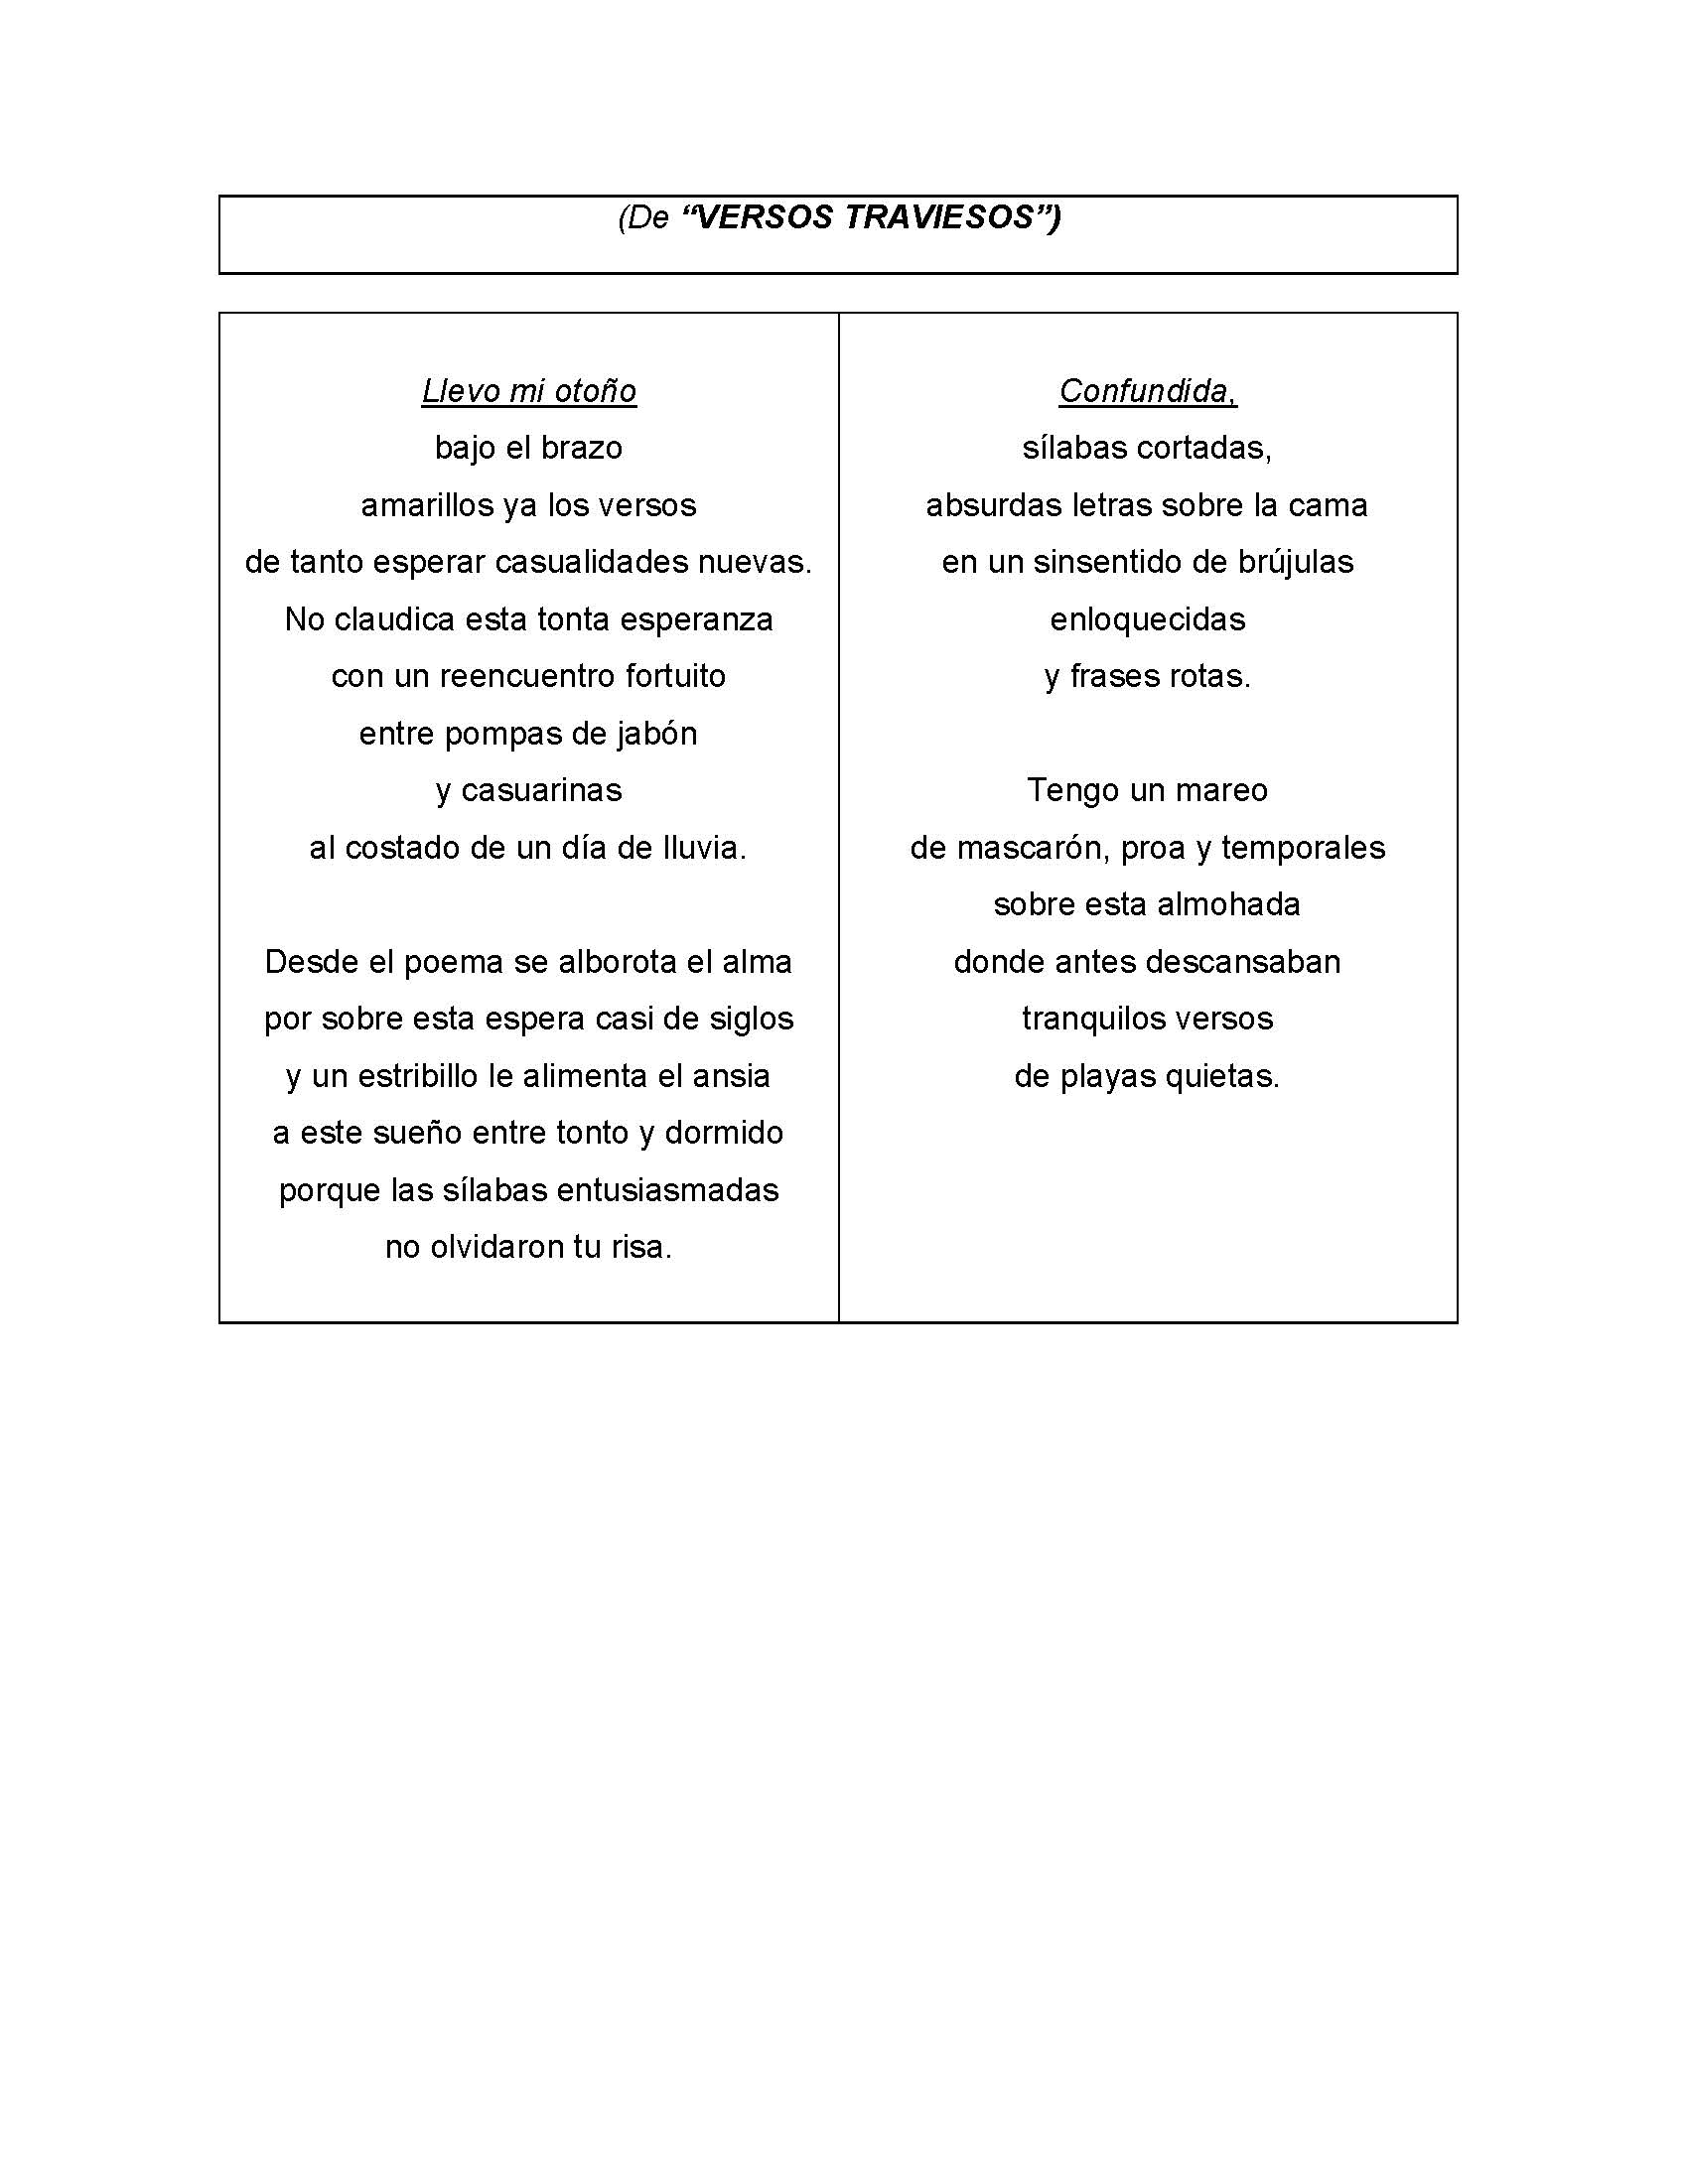 (De “VERSOS TRAVIESOS”)
Llevo mi otoño
bajo el brazo
amarillos ya los versos
de tanto esperar casualidades nuevas.
No claudica esta tonta esperanza
con un reencuentro fortuito
entre pompas de jabón
y casuarinas
al costado de un día de lluvia.
Desde el poema se alborota el alma
por sobre esta espera casi de siglos
y un estribillo le alimenta el ansia
a este sueño entre tonto y dormido
porque las sílabas entusiasmadas
no olvidaron tu risa.
Confundida,
sílabas cortadas,
absurdas letras sobre la cama
en un sinsentido de brújulas
enloquecidas
y frases rotas.
Tengo un mareo
de mascarón, proa y temporales
sobre esta almohada
donde antes descansaban
tranquilos versos
de playas quietas.